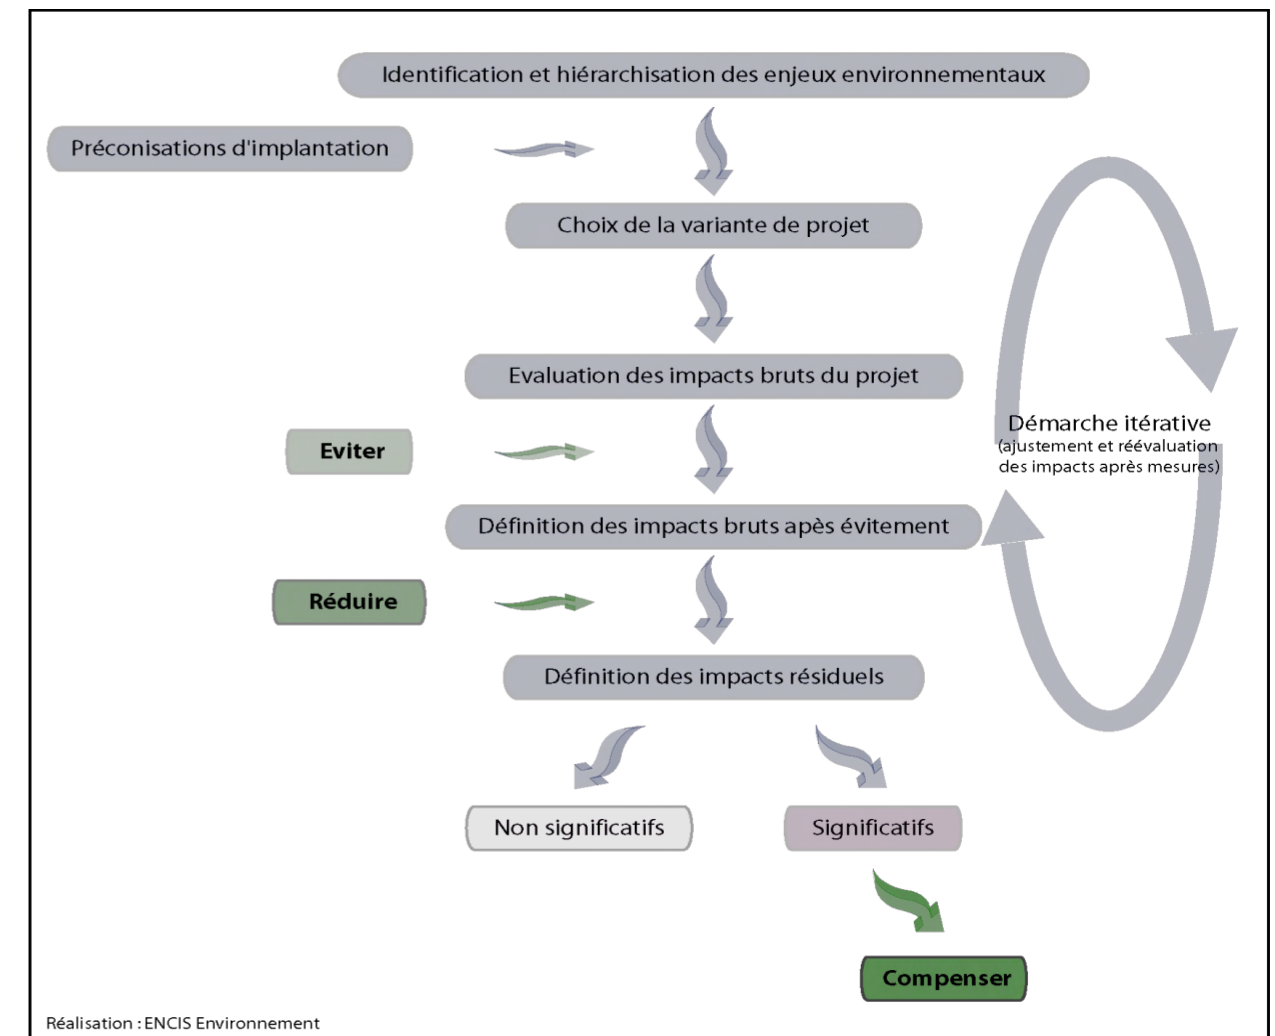 Identification et hiérarchisation des enjeux environnementaux
Préconisations d'implantation
Choix de la variante de projet
Evaluation des impacts bruts du projet
Démarche itérative
(ajustement et réévaluation
des impacts après mesures)
Eviter
Définition des impacts bruts apès évitement
Réduire
Définition des impacts résiduels
Non significatifs
Significatifs
Compenser
Réalisation : ENCIS Environnement